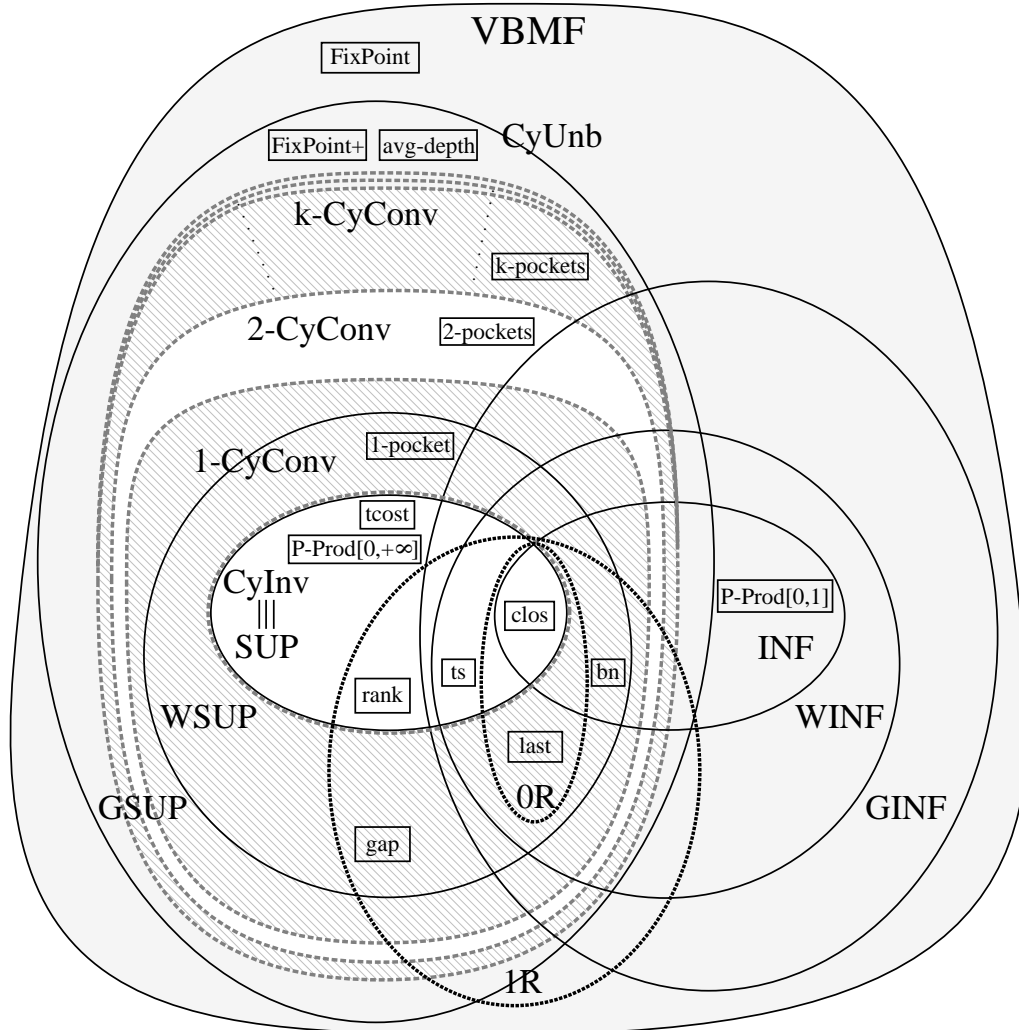 VBMF
FixPoint
CyUnb
FixPoint+ avg-depth
k-CyConv
k-pockets
2-CyConv 2-pockets
1-pocket
1-CyConv
tcost
P-Prod[0,+∞]
CyInv
|||
SUP
P-Prod[0,1]
clos
INF
ts
bn
rank
WSUP
WINF
last
0R
GSUP
GINF
gap
1R